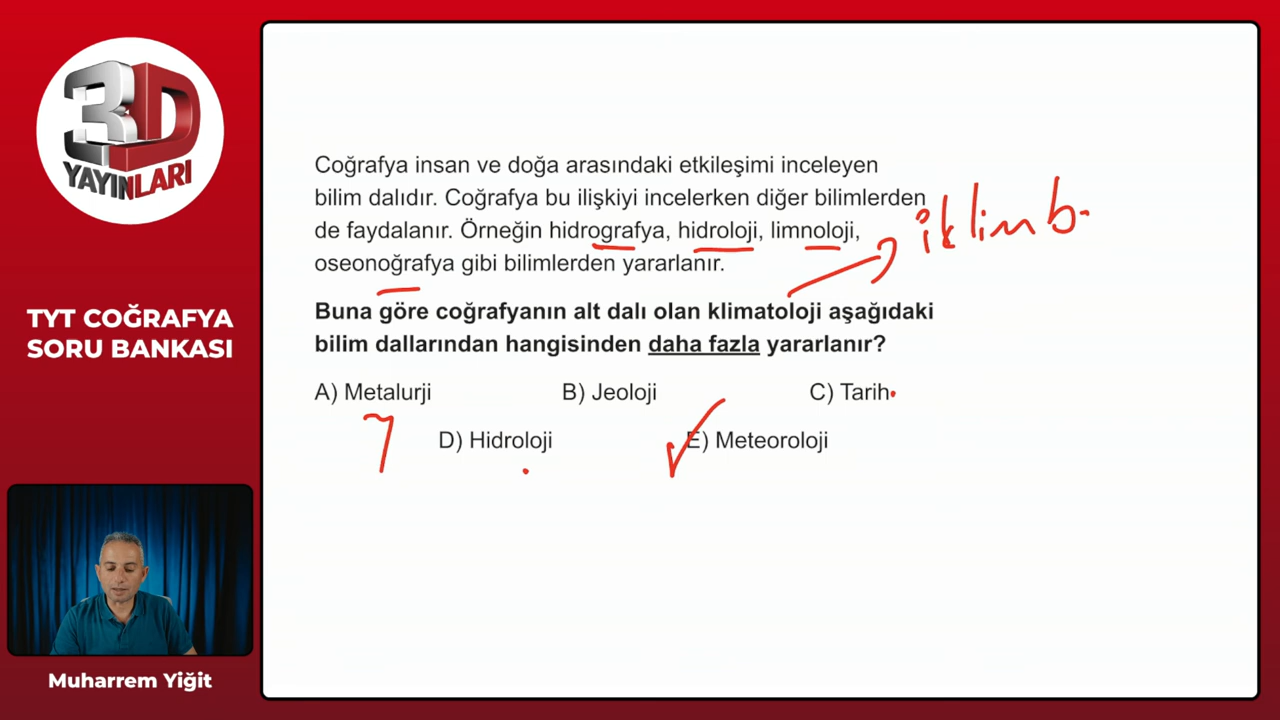 3D
YAYINLARI
TYT COĞRAFYA
SORU BANKASI
Muharrem Yiğit
Coğrafya insan ve doğa arasındaki etkileşimi inceleyen
bilim dalıdır. Coğrafya bu ilişkiyi incelerken diğer bilimlerden
de faydalanır. Örneğin hidrografya, hidroloji, limnoloji,
oseonoğrafya gibi bilimlerden yararlanır.
iklim b.
Buna göre coğrafyanın alt dalı olan klimatoloji aşağıdaki
bilim dallarından hangisinden daha fazla yararlanır?
A) Metalurji B) Jeoloji C) Tarih
D) Hidroloji E) Meteoroloji